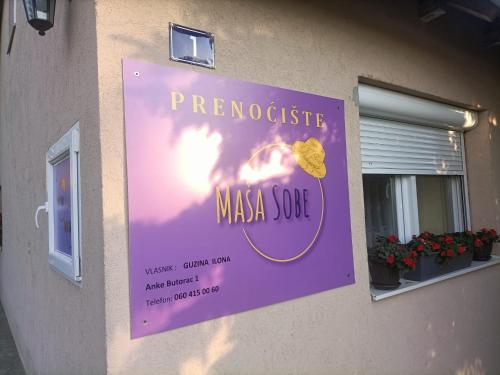 1
PRENOĆIŠTE
MAŠA SOBE
VLASNIK : GUZINA ILONA
Anke Butorac 1
Telefon: 060 415 00 60